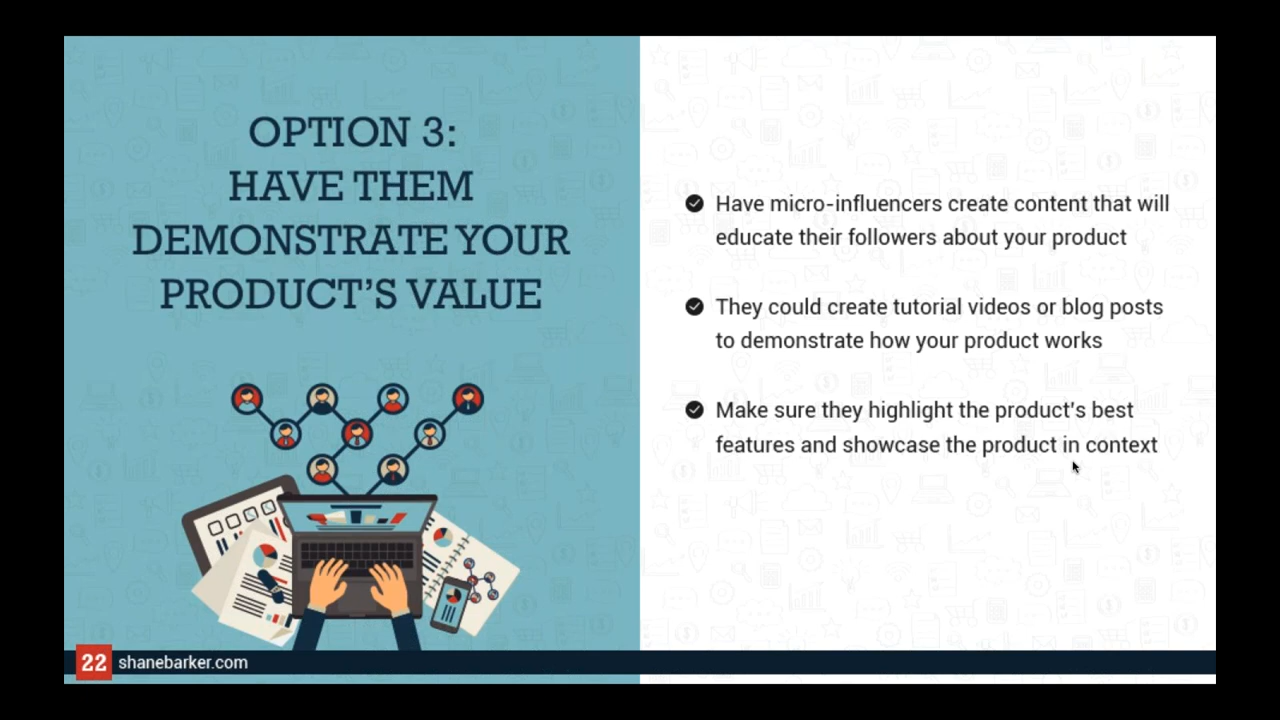 OPTION 3:
HAVE THEM
DEMONSTRATE YOUR
PRODUCT'S VALUE
Have micro-influencers create content that will
educate their followers about your product
They could create tutorial videos or blog posts
to demonstrate how your product works
Make sure they highlight the product's best
features and showcase the product in context
22 shanebarker.com